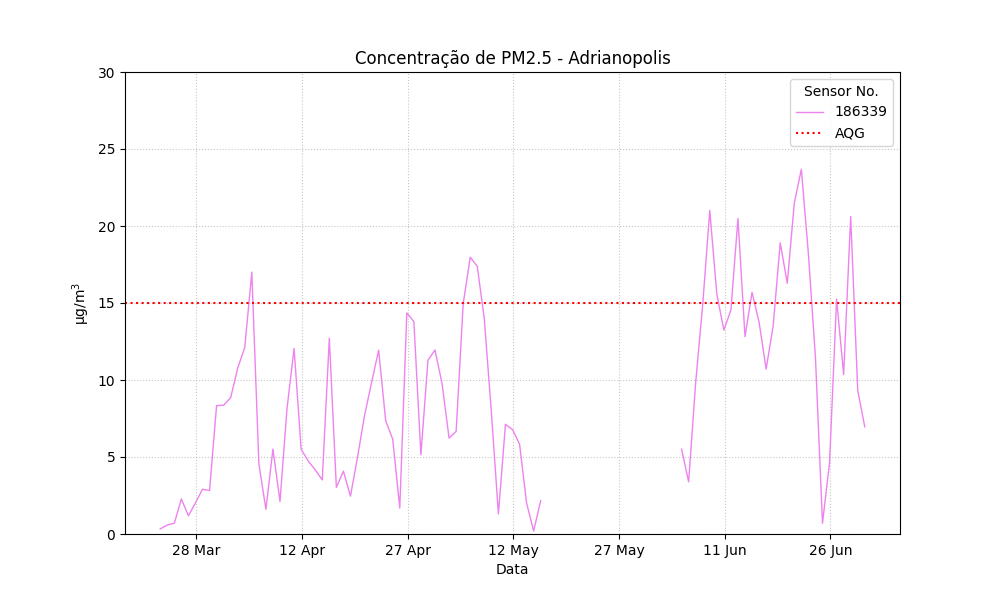 Concentração de PM2.5 - Adrianopolis
30
25
20
15
10
5
0
µg/m³
Sensor No.
186339
AQG
28 Mar
12 Apr
27 Apr
12 May
27 May
11 Jun
26 Jun
Data